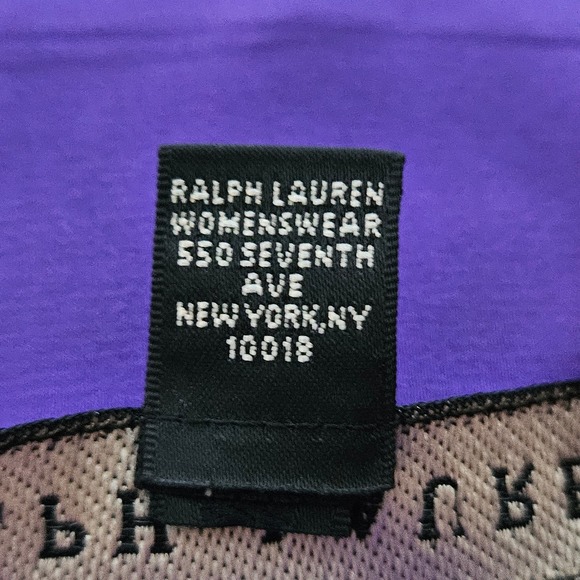 RALPH LAUREN
WOMENSWEAR
550 SEVENTH
AVE
NEW YORK,NY
10018